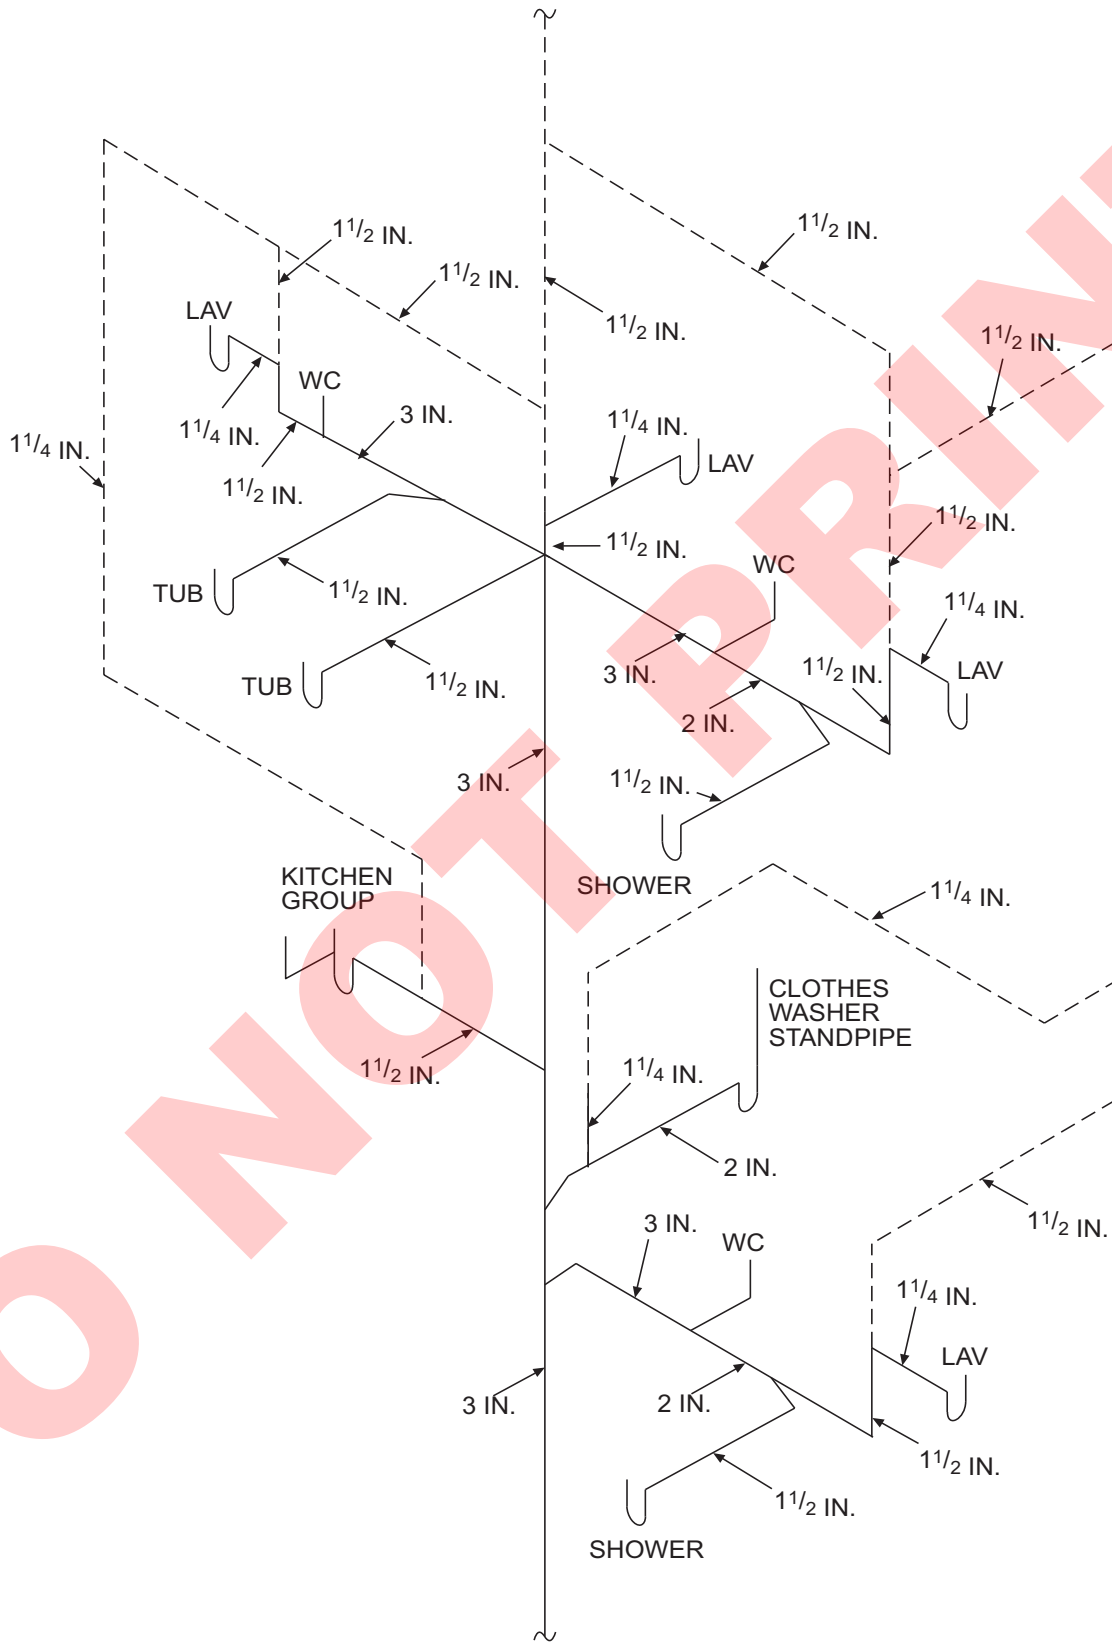 1 1/2 IN.
1 1/2 IN.
1 1/2 IN.
LAV
1 1/2 IN.
1 1/2 IN.
WC
3 IN.
1 1/4 IN.
1 1/4 IN.
1 1/4 IN.
LAV
1 1/2 IN.
1 1/2 IN.
1 1/2 IN.
WC
TUB
1 1/2 IN.
1 1/4 IN.
3 IN.
1 1/2 IN.
LAV
TUB
1 1/2 IN.
2 IN.
3 IN.
1 1/2 IN.
KITCHEN
GROUP
SHOWER
1 1/4 IN.
CLOTHES
WASHER
STANDPIPE
1 1/2 IN.
1 1/4 IN.
2 IN.
3 IN.
WC
1 1/2 IN.
1 1/4 IN.
LAV
3 IN.
2 IN.
1 1/2 IN.
1 1/2 IN.
SHOWER
O NOT PRIN